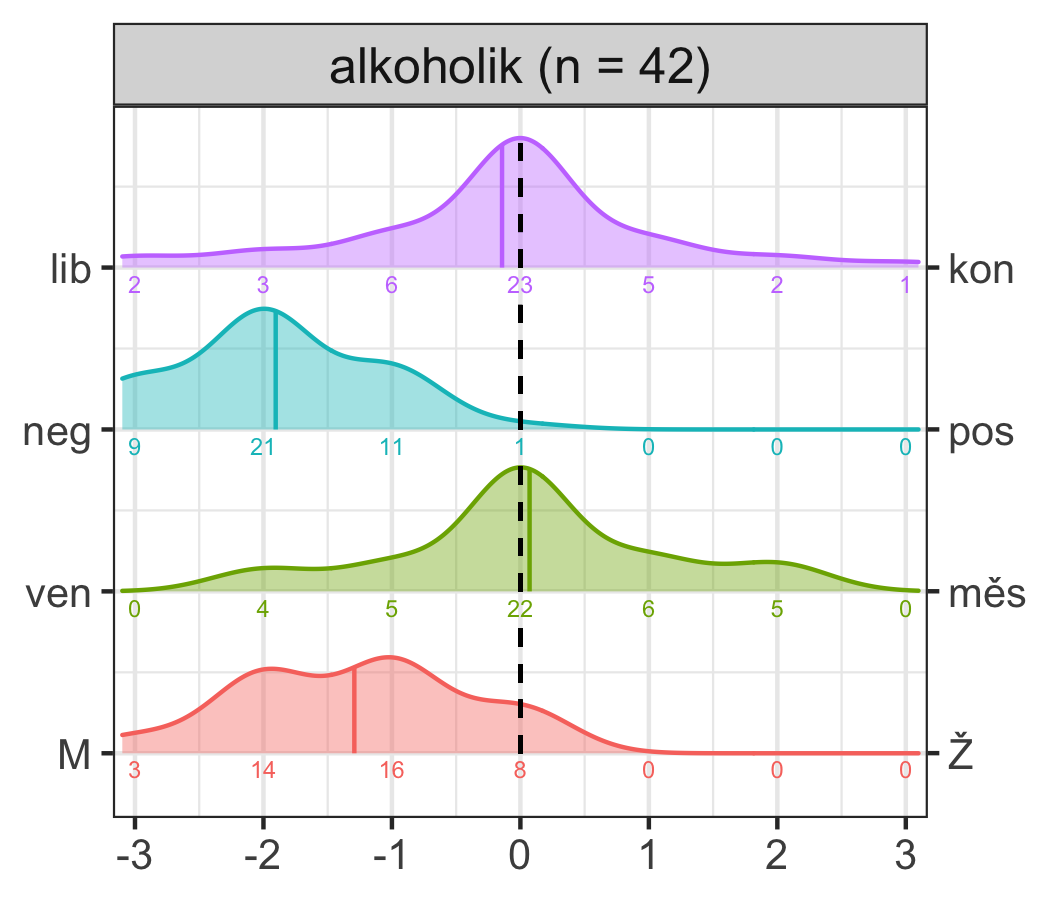 alkoholik (n = 42)
lib kon
2 3 6 23 5 2 1
neg pos
9 21 11 1 0 0 0
ven měs
0 4 5 22 6 5 0
M Ž
3 14 16 8 0 0 0
-3 -2 -1 0 1 2 3